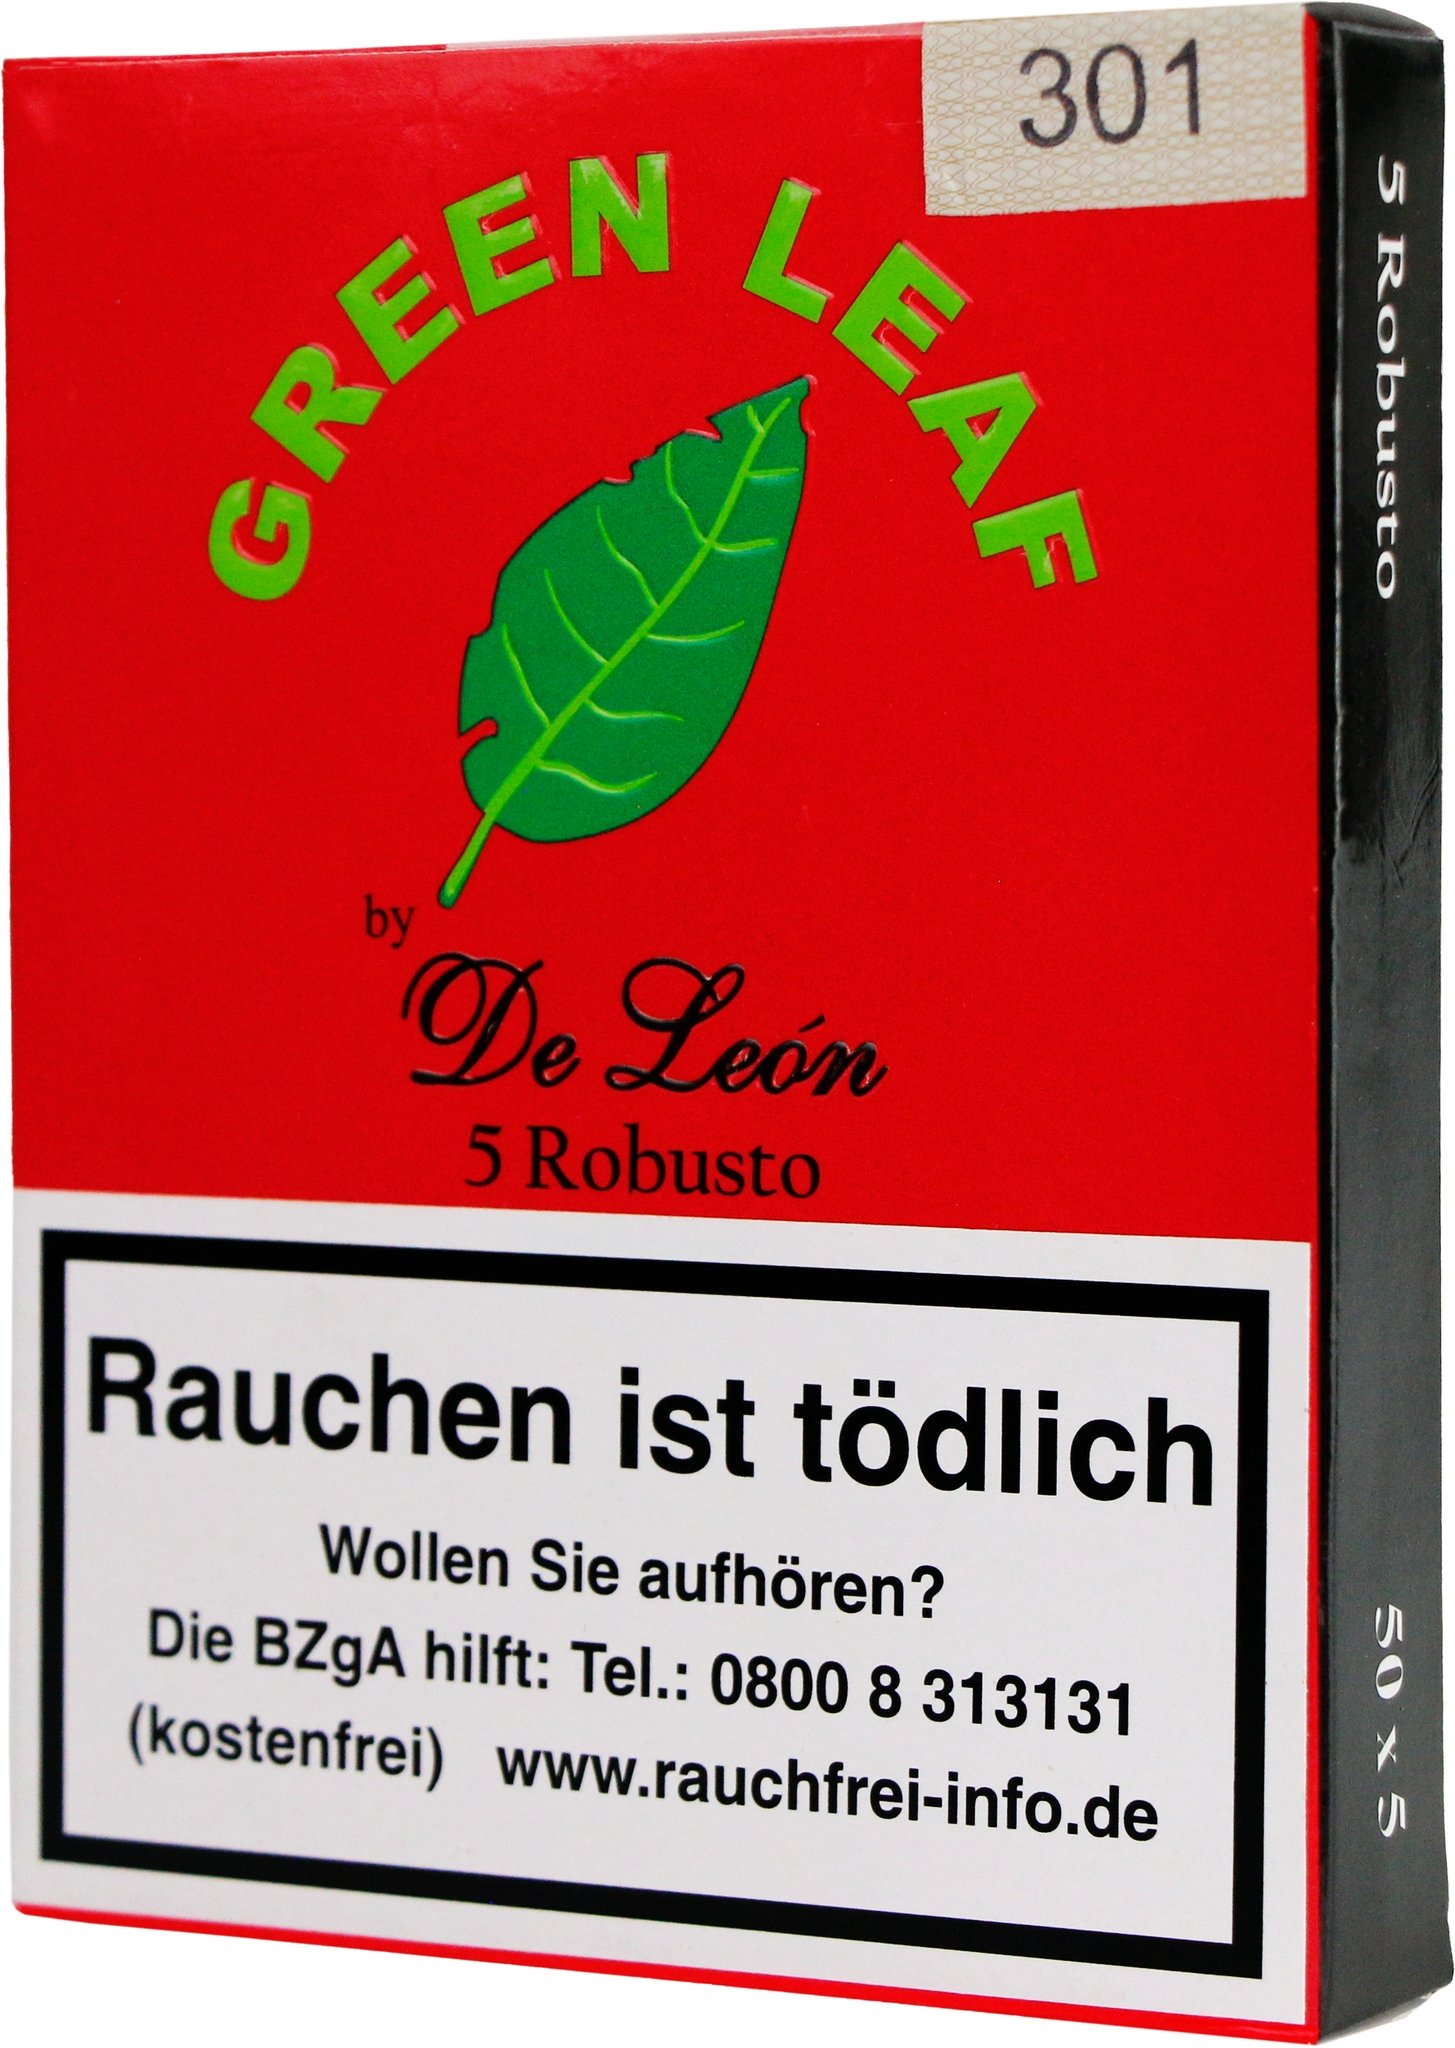 301
GREEN LEAF
by
De León
5 Robusto
Rauchen ist tödlich
Wollen Sie aufhören?
Die BZgA hilft: Tel.: 0800 8 313131
(kostenfrei) www.rauchfrei-info.de
5 Robusto
50 x 5